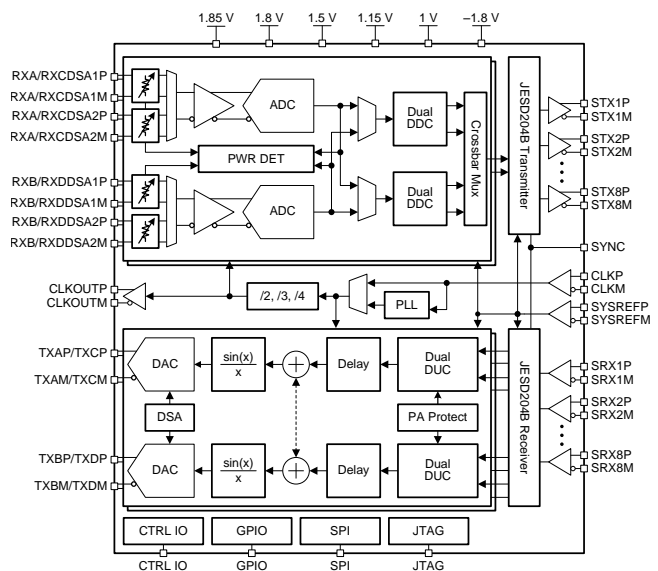 1.85 V 1.8 V 1.5 V 1.15 V 1 V –1.8 V
RXA/RXCDSA1P
RXA/RXCDSA1M
RXA/RXCDSA2P
RXA/RXCDSA2M
RXB/RXDDSA1P
RXB/RXDDSA1M
RXB/RXDDSA2P
RXB/RXDDSA2M
ADC
PWR DET
ADC
Dual
DDC
Dual
DDC
Crossbar Mux
JESD204B Transmitter
STX1P
STX1M
STX2P
STX2M
STX8P
STX8M
SYNC
CLKOUTP
CLKOUTM
/2, /3, /4
PLL
CLKP
CLKM
SYSREFP
SYSREFM
TXAP/TXCP
TXAM/TXCM
TXBP/TXDP
TXBM/TXDM
DAC
sin(x)
x
Delay
Dual
DUC
DSA
PA Protect
DAC
sin(x)
x
Delay
Dual
DUC
JESD204B Receiver
SRX1P
SRX1M
SRX2P
SRX2M
SRX8P
SRX8M
CTRL IO GPIO SPI JTAG
CTRL IO GPIO SPI JTAG